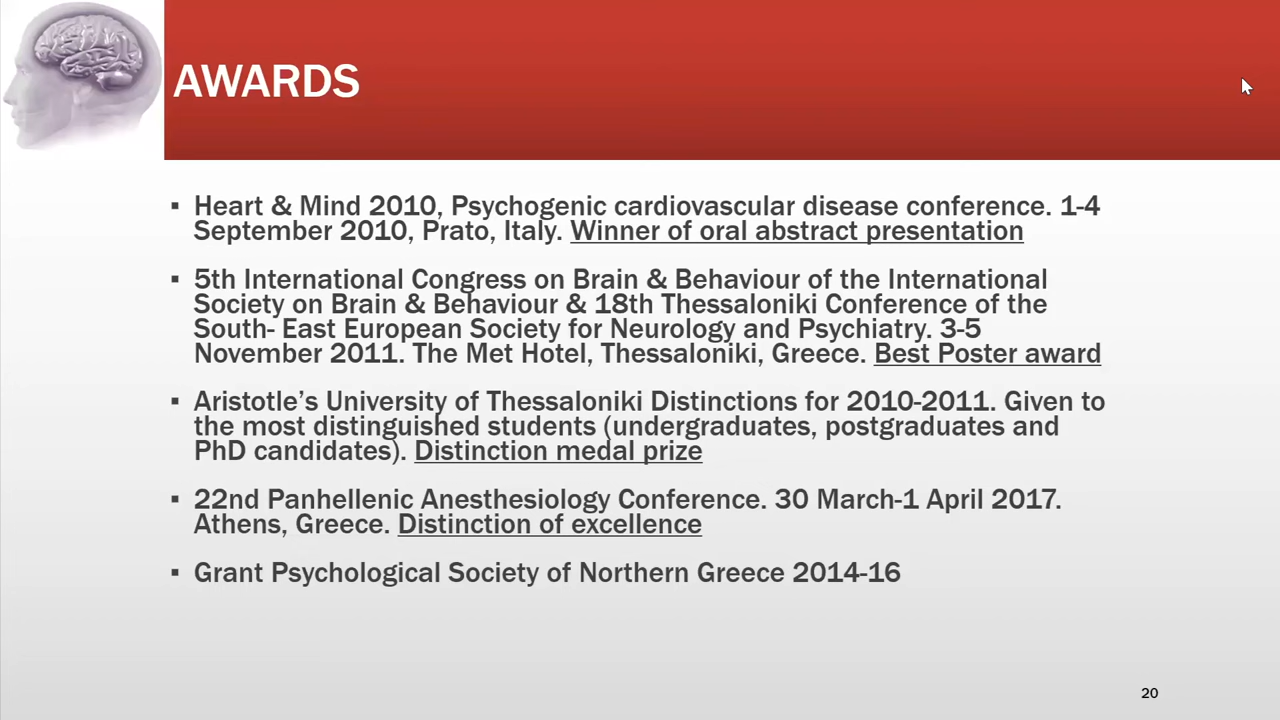 AWARDS
▪ Heart & Mind 2010, Psychogenic cardiovascular disease conference. 1-4
September 2010, Prato, Italy. Winner of oral abstract presentation
▪ 5th International Congress on Brain & Behaviour of the International
Society on Brain & Behaviour & 18th Thessaloniki Conference of the
South- East European Society for Neurology and Psychiatry. 3-5
November 2011. The Met Hotel, Thessaloniki, Greece. Best Poster award
▪ Aristotle’s University of Thessaloniki Distinctions for 2010-2011. Given to
the most distinguished students (undergraduates, postgraduates and
PhD candidates). Distinction medal prize
▪ 22nd Panhellenic Anesthesiology Conference. 30 March-1 April 2017.
Athens, Greece. Distinction of excellence
▪ Grant Psychological Society of Northern Greece 2014-16
20